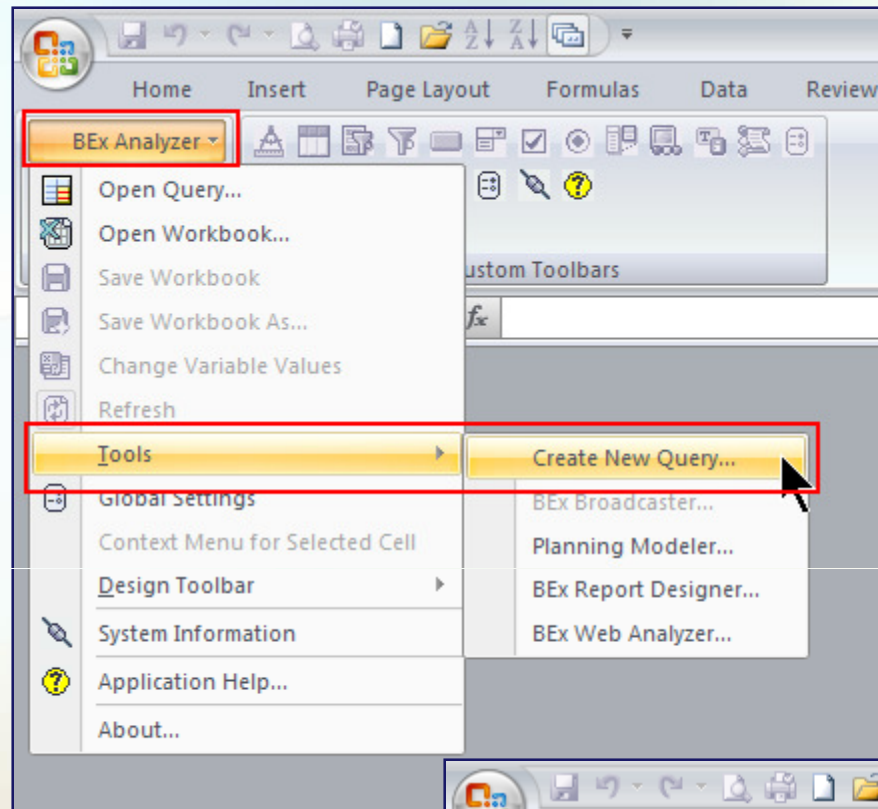 Home Insert Page Layout Formulas Data Review
BEx Analyzer
Open Query...
Open Workbook...
Save Workbook
ustom Toolbars
Save Workbook As...
fx
Change Variable Values
Refresh
Tools
Create New Query...
Global Settings
BEx Broadcaster...
Context Menu for Selected Cell
Planning Modeler...
Design Toolbar
BEx Report Designer...
System Information
BEx Web Analyzer...
Application Help...
About...